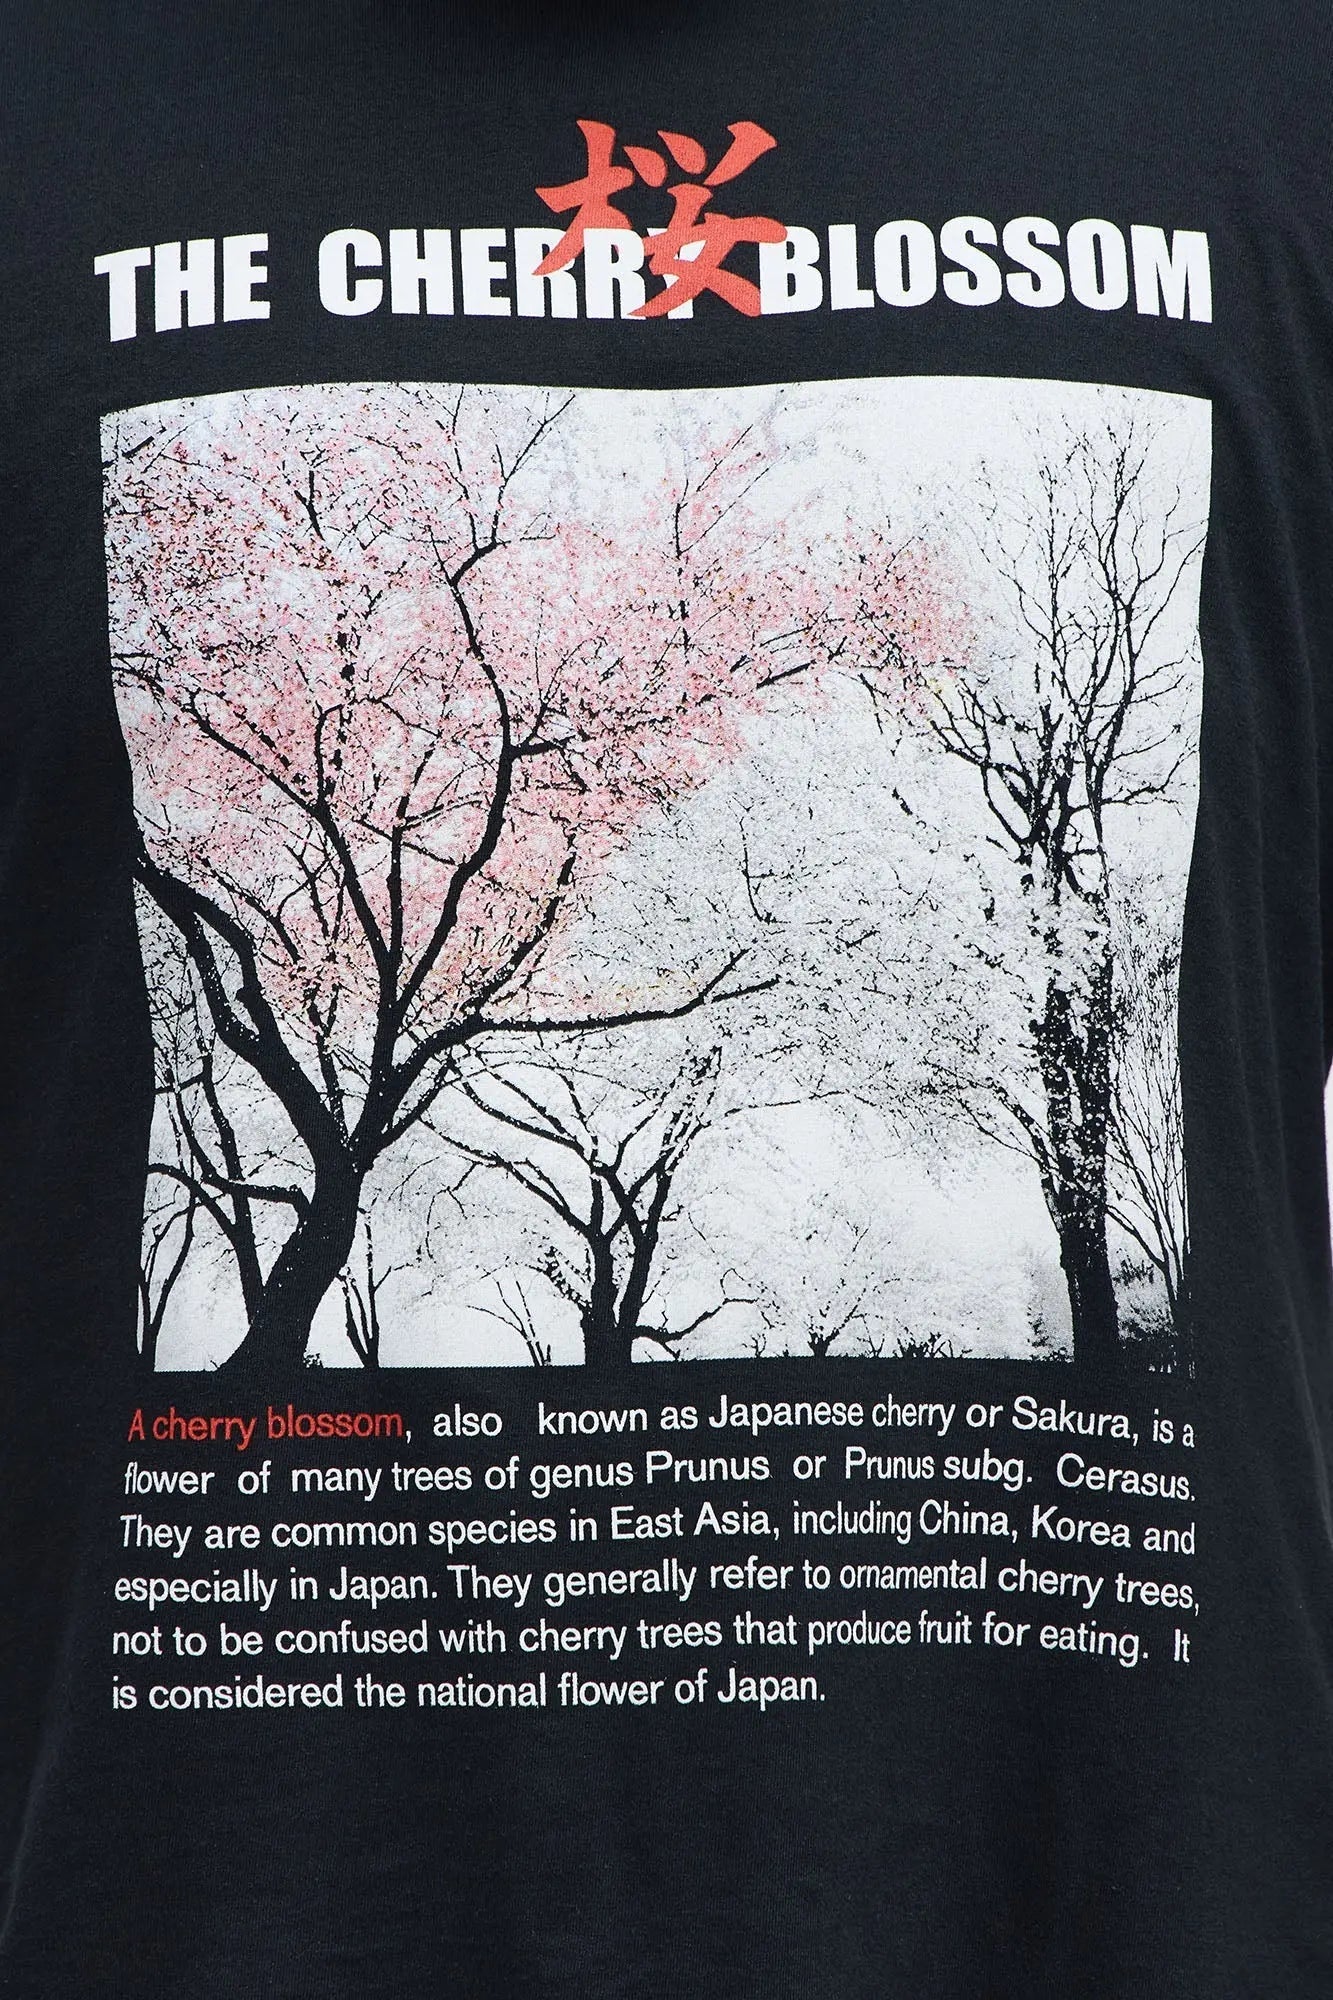 桜
THE CHERRY BLOSSOM
A cherry blossom, also known as Japanese cherry or Sakura, is a
flower of many trees of genus Prunus or Prunus subg. Cerasus.
They are common species in East Asia, including China, Korea and
especially in Japan. They generally refer to ornamental cherry trees,
not to be confused with cherry trees that produce fruit for eating. It
is considered the national flower of Japan.